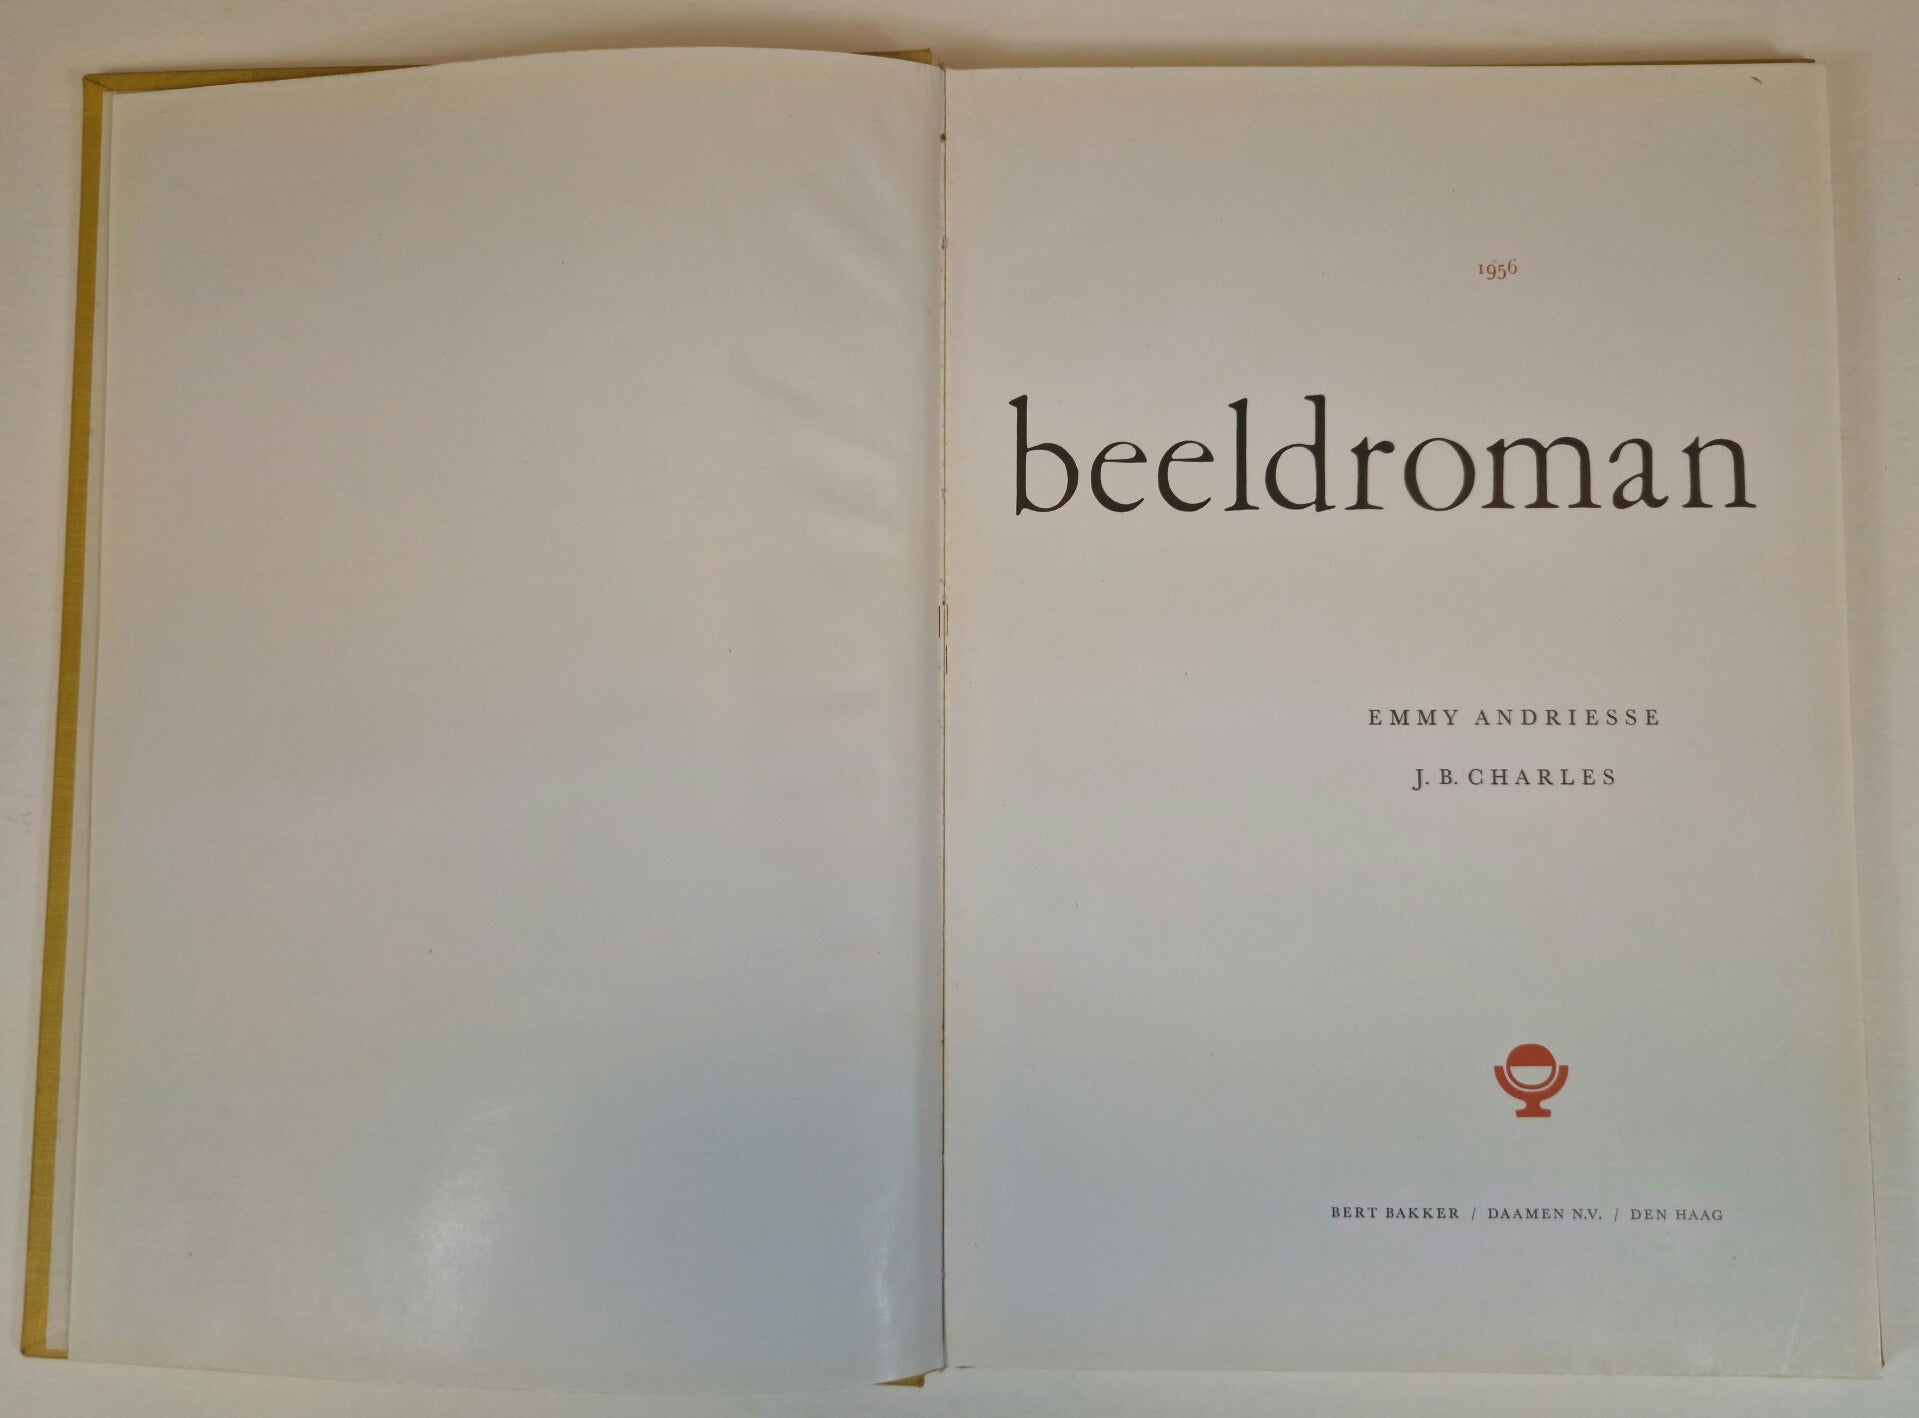 1956
beeldroman
EMMY ANDRIESSE
J. B. CHARLES
BERT BAKKER / DAAMEN N.V. / DEN HAAG